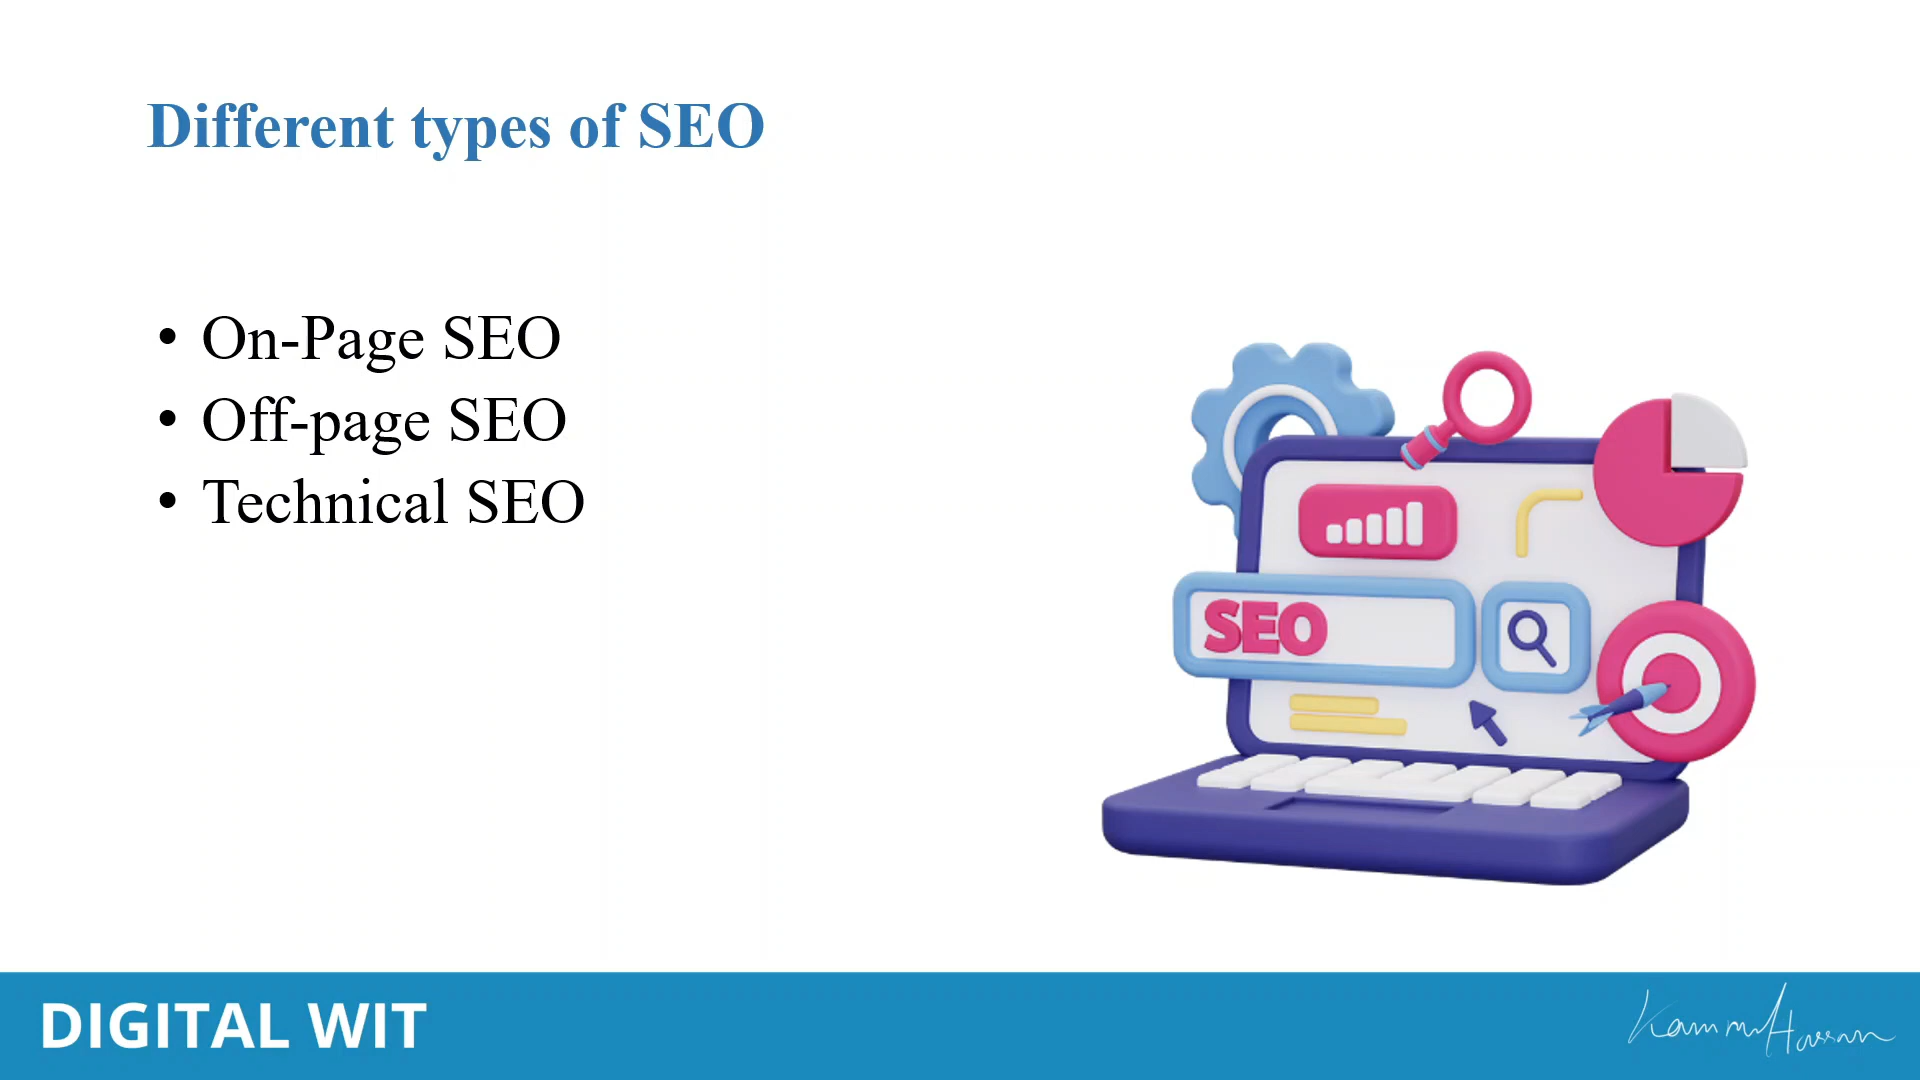 Different types of SEO
• On-Page SEO
• Off-page SEO
• Technical SEO
SEO
DIGITAL WIT